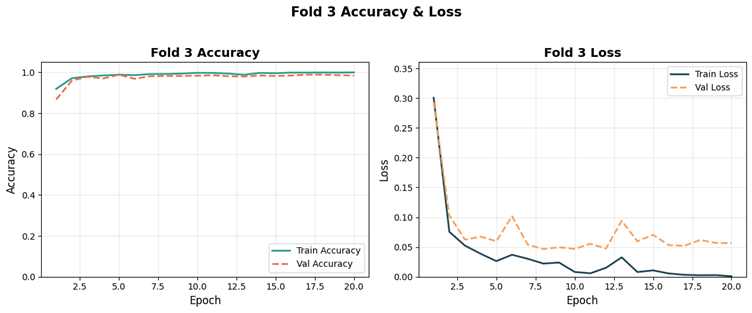 Fold 3 Accuracy & Loss
Fold 3 Accuracy
1.0
0.8
0.6
0.4
0.2
0.0
Accuracy
2.5 5.0 7.5 10.0 12.5 15.0 17.5 20.0
Epoch
Train Accuracy
Val Accuracy
Fold 3 Loss
0.35
0.30
0.25
0.20
0.15
0.10
0.05
0.00
Loss
2.5 5.0 7.5 10.0 12.5 15.0 17.5 20.0
Epoch
Train Loss
Val Loss